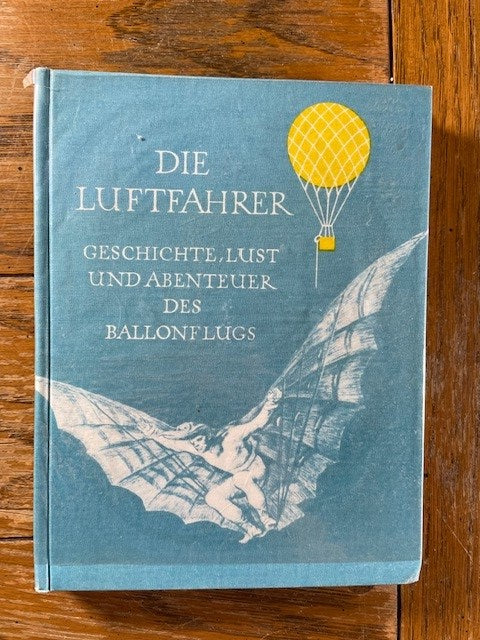 DIE
LUFTFAHRER
GESCHICHTE, LUST
UND ABENTEUER
DES
BALLONFLUGS